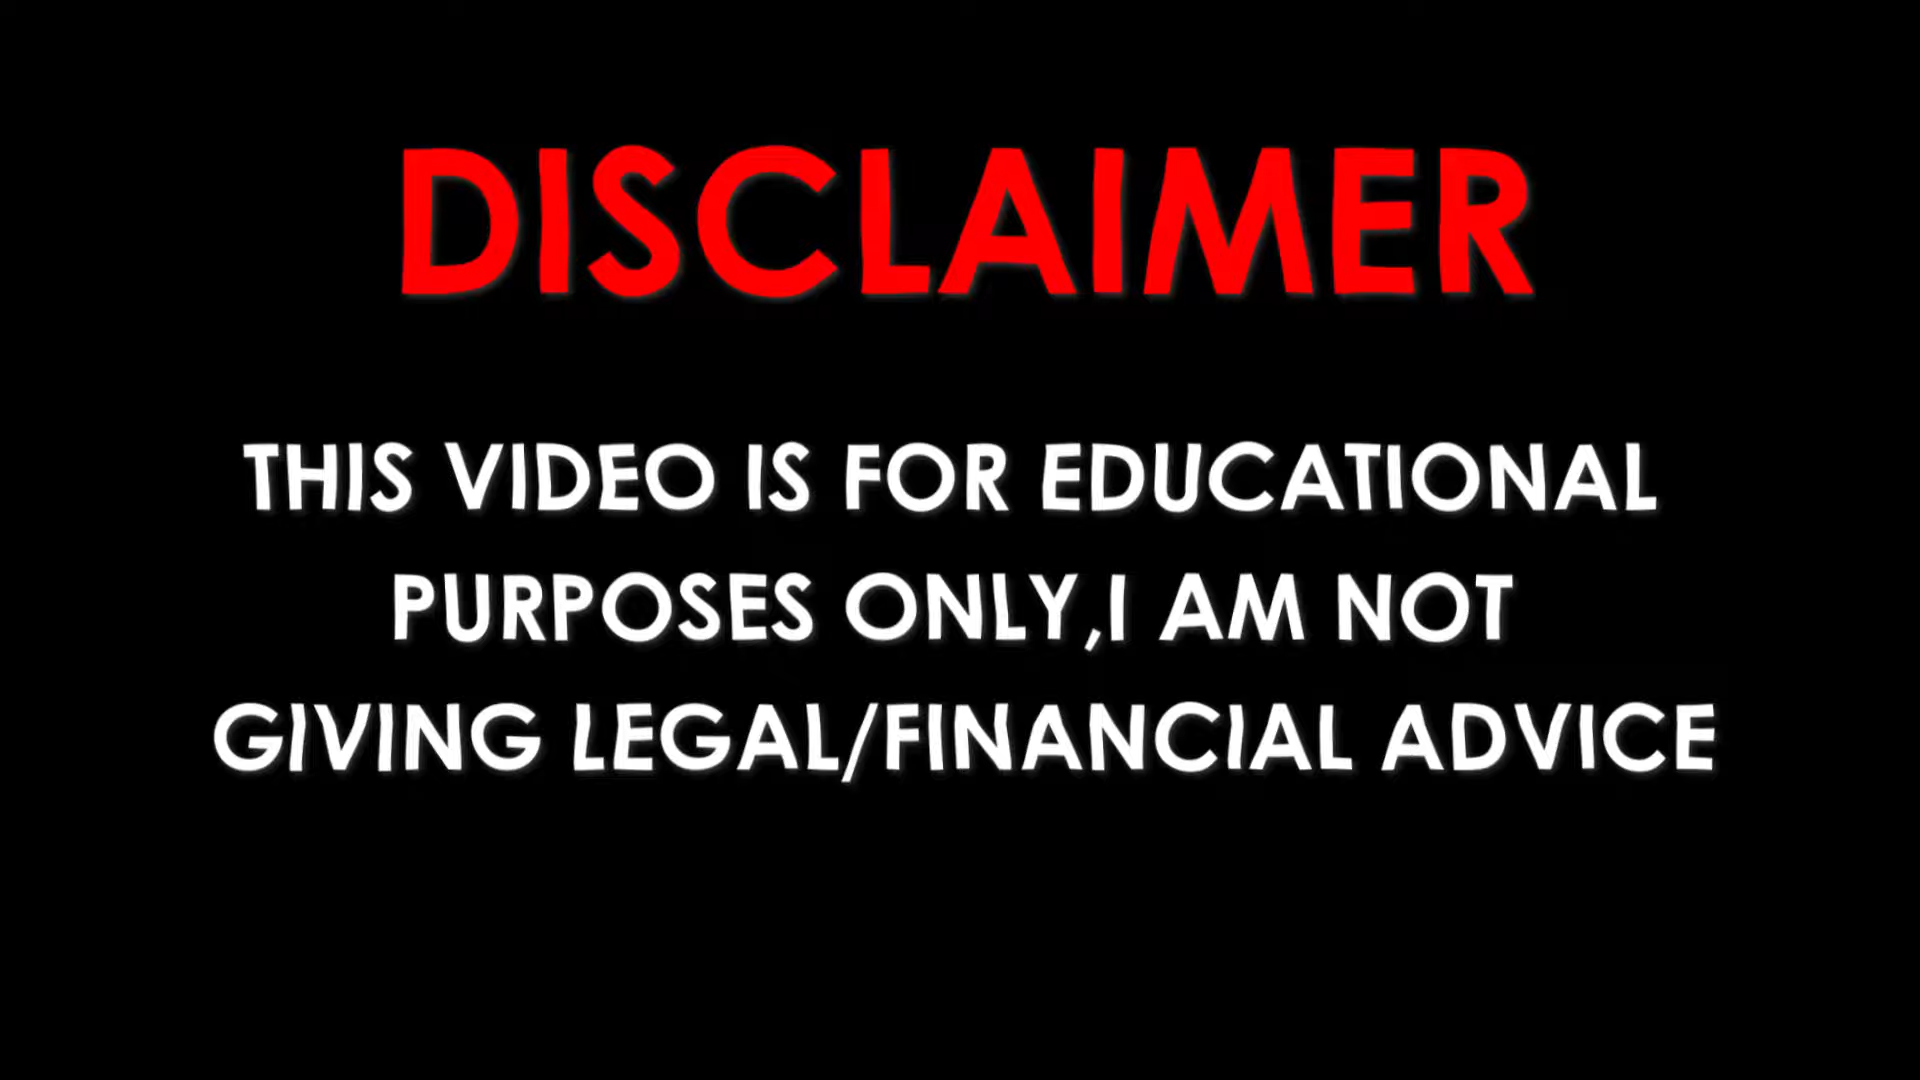 DISCLAIMER
THIS VIDEO IS FOR EDUCATIONAL
PURPOSES ONLY,I AM NOT
GIVING LEGAL/FINANCIAL ADVICE